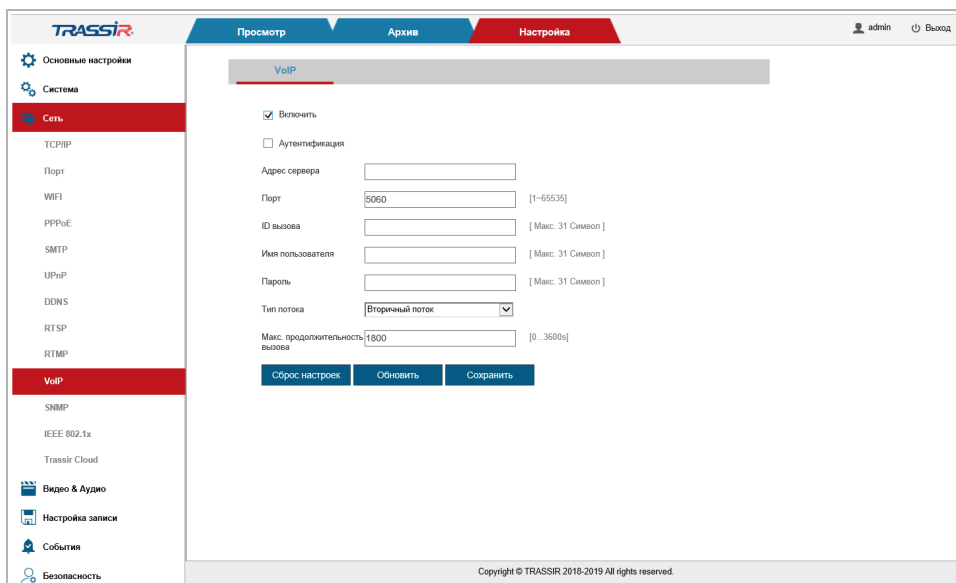 TRASSIR
Просмотр
Архив
Настройка
admin
Выход
Основные настройки
Система
Сеть
TCP/IP
Порт
WIFI
PPPoE
SMTP
UPnP
DDNS
RTSP
RTMP
VoIP
SNMP
IEEE 802.1x
Trassir Cloud
Видео & Аудио
Настройка записи
События
Безопасность
VoIP
Включить
Аутентификация
Адрес сервера
Порт 5060 [1~65535]
ID вызова [ Макс. 31 Символ ]
Имя пользователя [ Макс. 31 Символ ]
Пароль [ Макс. 31 Символ ]
Тип потока Вторичный поток
Макс. продолжительность 1800 [0...3600s]
вызова
Сброс настроек Обновить Сохранить
Copyright © TRASSIR 2018-2019 All rights reserved.